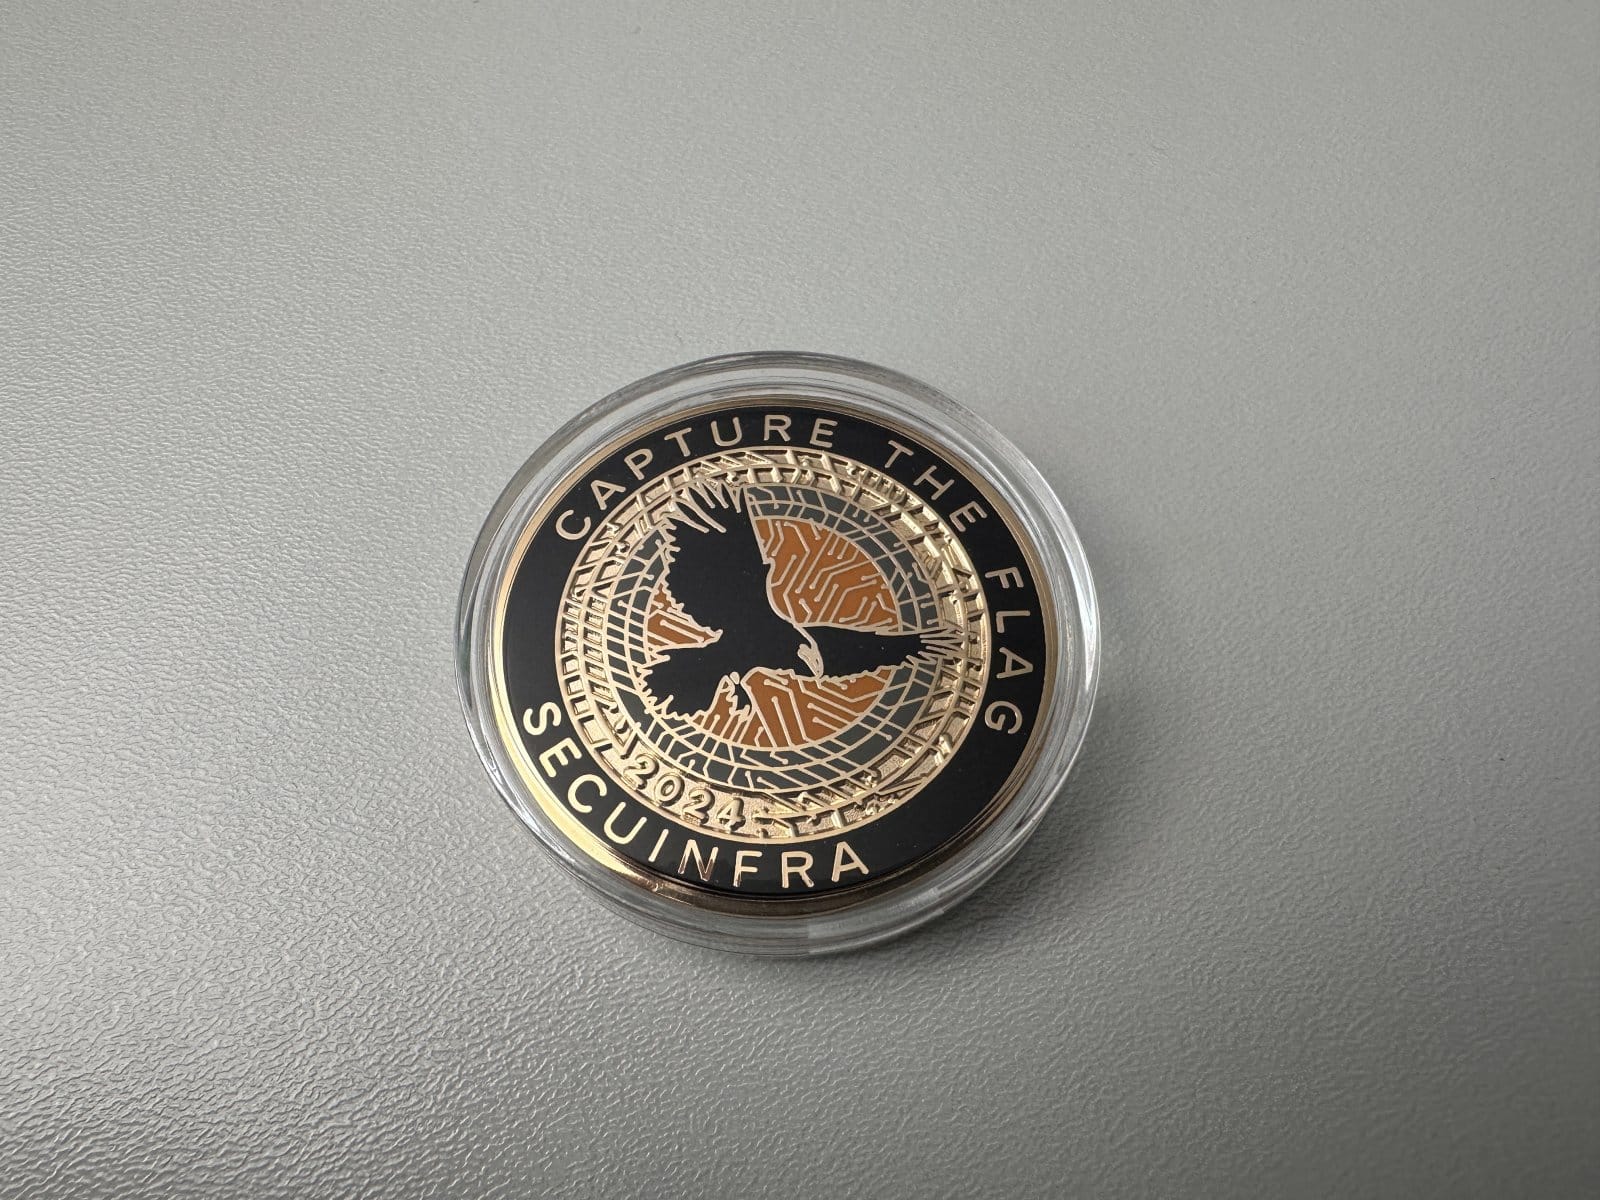 CAPTURE THE FLAG
2024
SECUINFRA